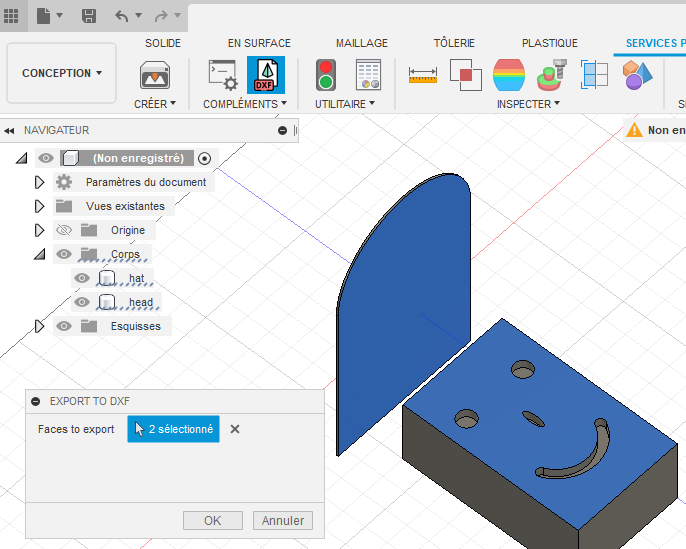 SOLIDE EN SURFACE MAILLAGE TÔLERIE PLASTIQUE SERVICES P
CONCEPTION
DXF
CRÉER COMPLÉMENTS UTILITAIRE INSPECTER
NAVIGATEUR
Non en
(Non enregistré)
Paramètres du document
Vues existantes
Origine
Corps
hat
head
Esquisses
EXPORT TO DXF
Faces to export 2 sélectionné
OK Annuler